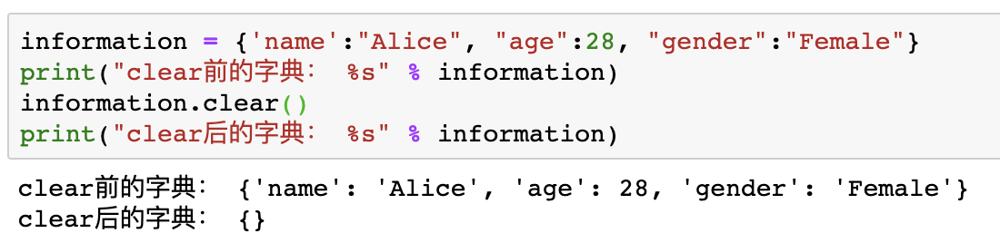 information = {'name':"Alice", "age":28, "gender":"Female"}
print("clear前的字典： %s" % information)
information.clear()
print("clear后的字典： %s" % information)
clear前的字典： {'name': 'Alice', 'age': 28, 'gender': 'Female'}
clear后的字典： {}